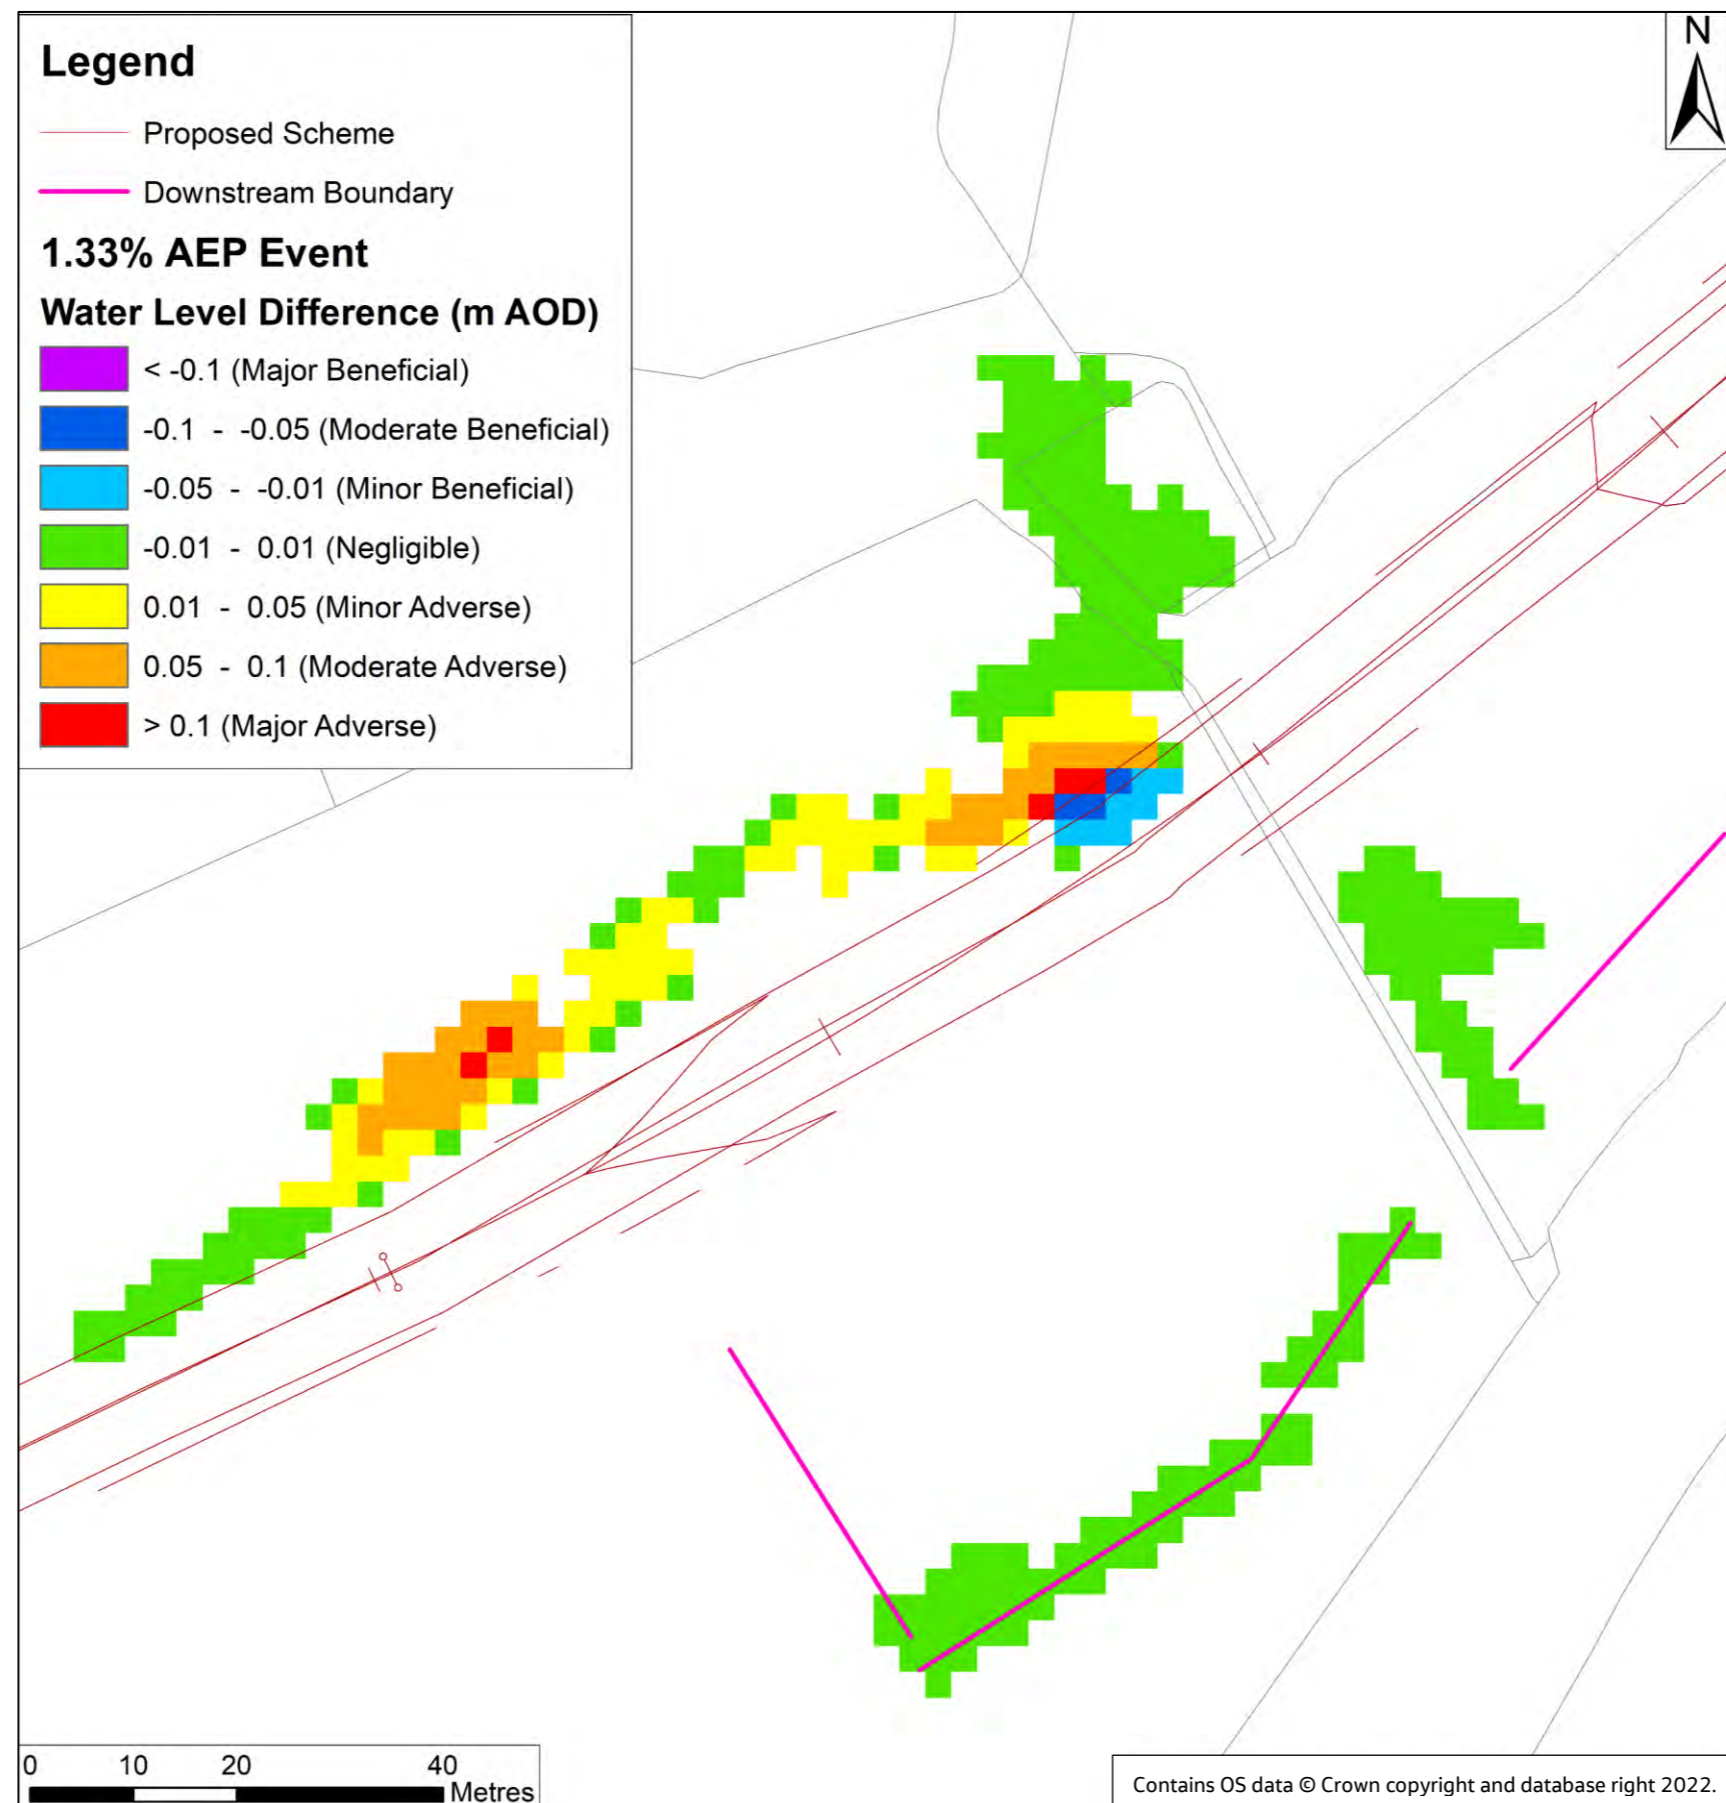 Legend
Proposed Scheme
Downstream Boundary
1.33% AEP Event
Water Level Difference (m AOD)
< -0.1 (Major Beneficial)
-0.1 - -0.05 (Moderate Beneficial)
-0.05 - -0.01 (Minor Beneficial)
-0.01 - 0.01 (Negligible)
0.01 - 0.05 (Minor Adverse)
0.05 - 0.1 (Moderate Adverse)
> 0.1 (Major Adverse)
N
0 10 20 40
Metres
Contains OS data © Crown copyright and database right 2022.